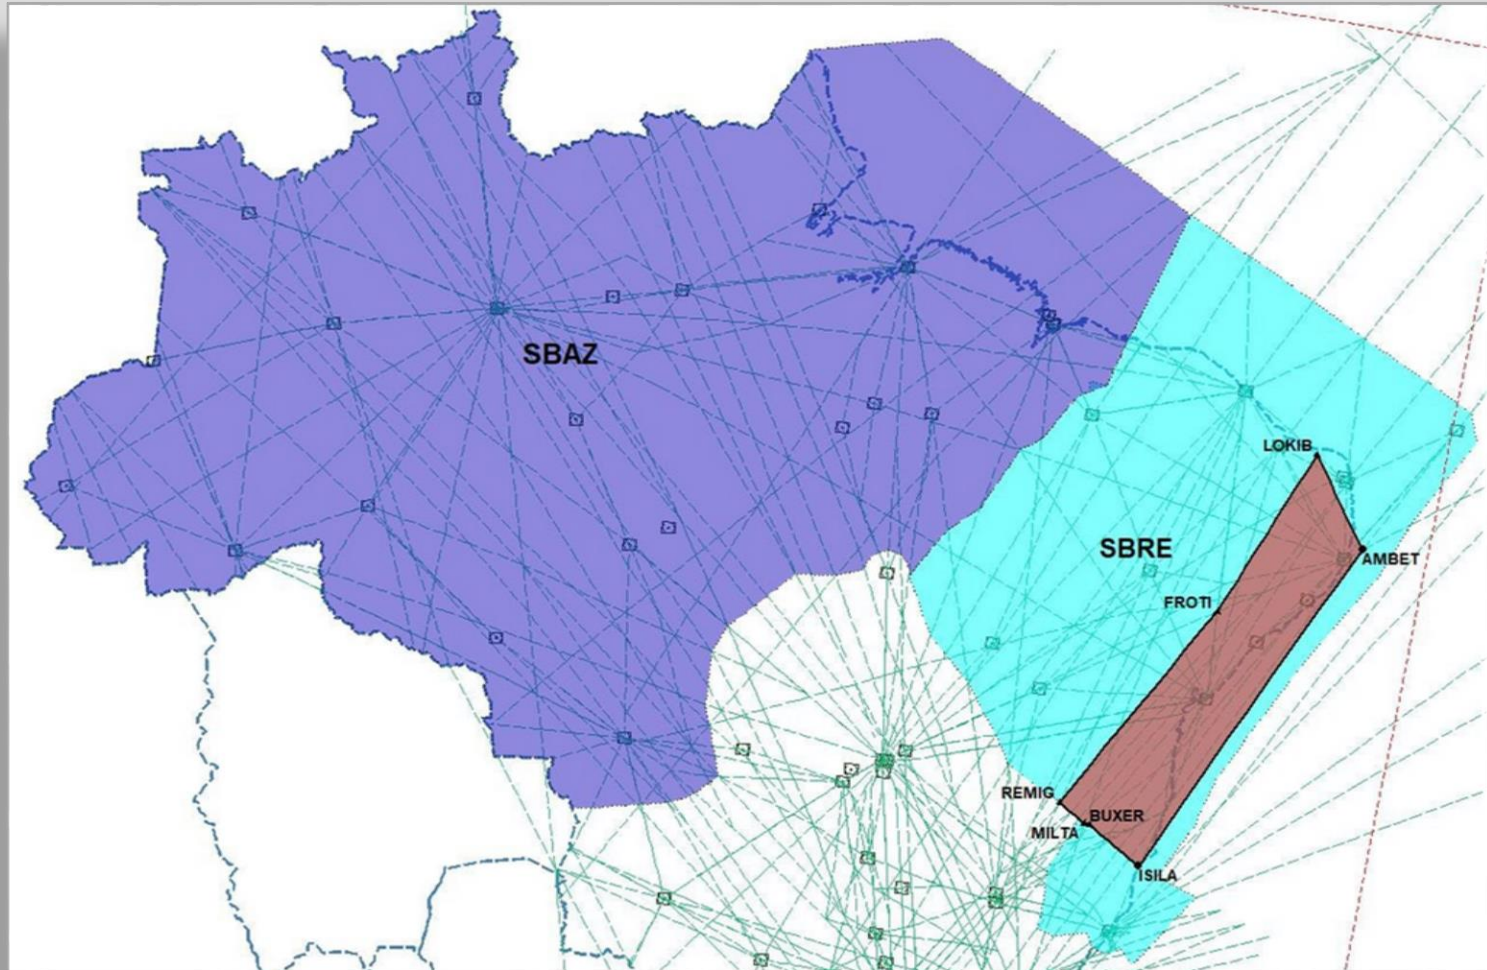 SBAZ
LOKIB
SBRE
AMBET
FROTI
REMIG
BUXER
MILTA
ISILA